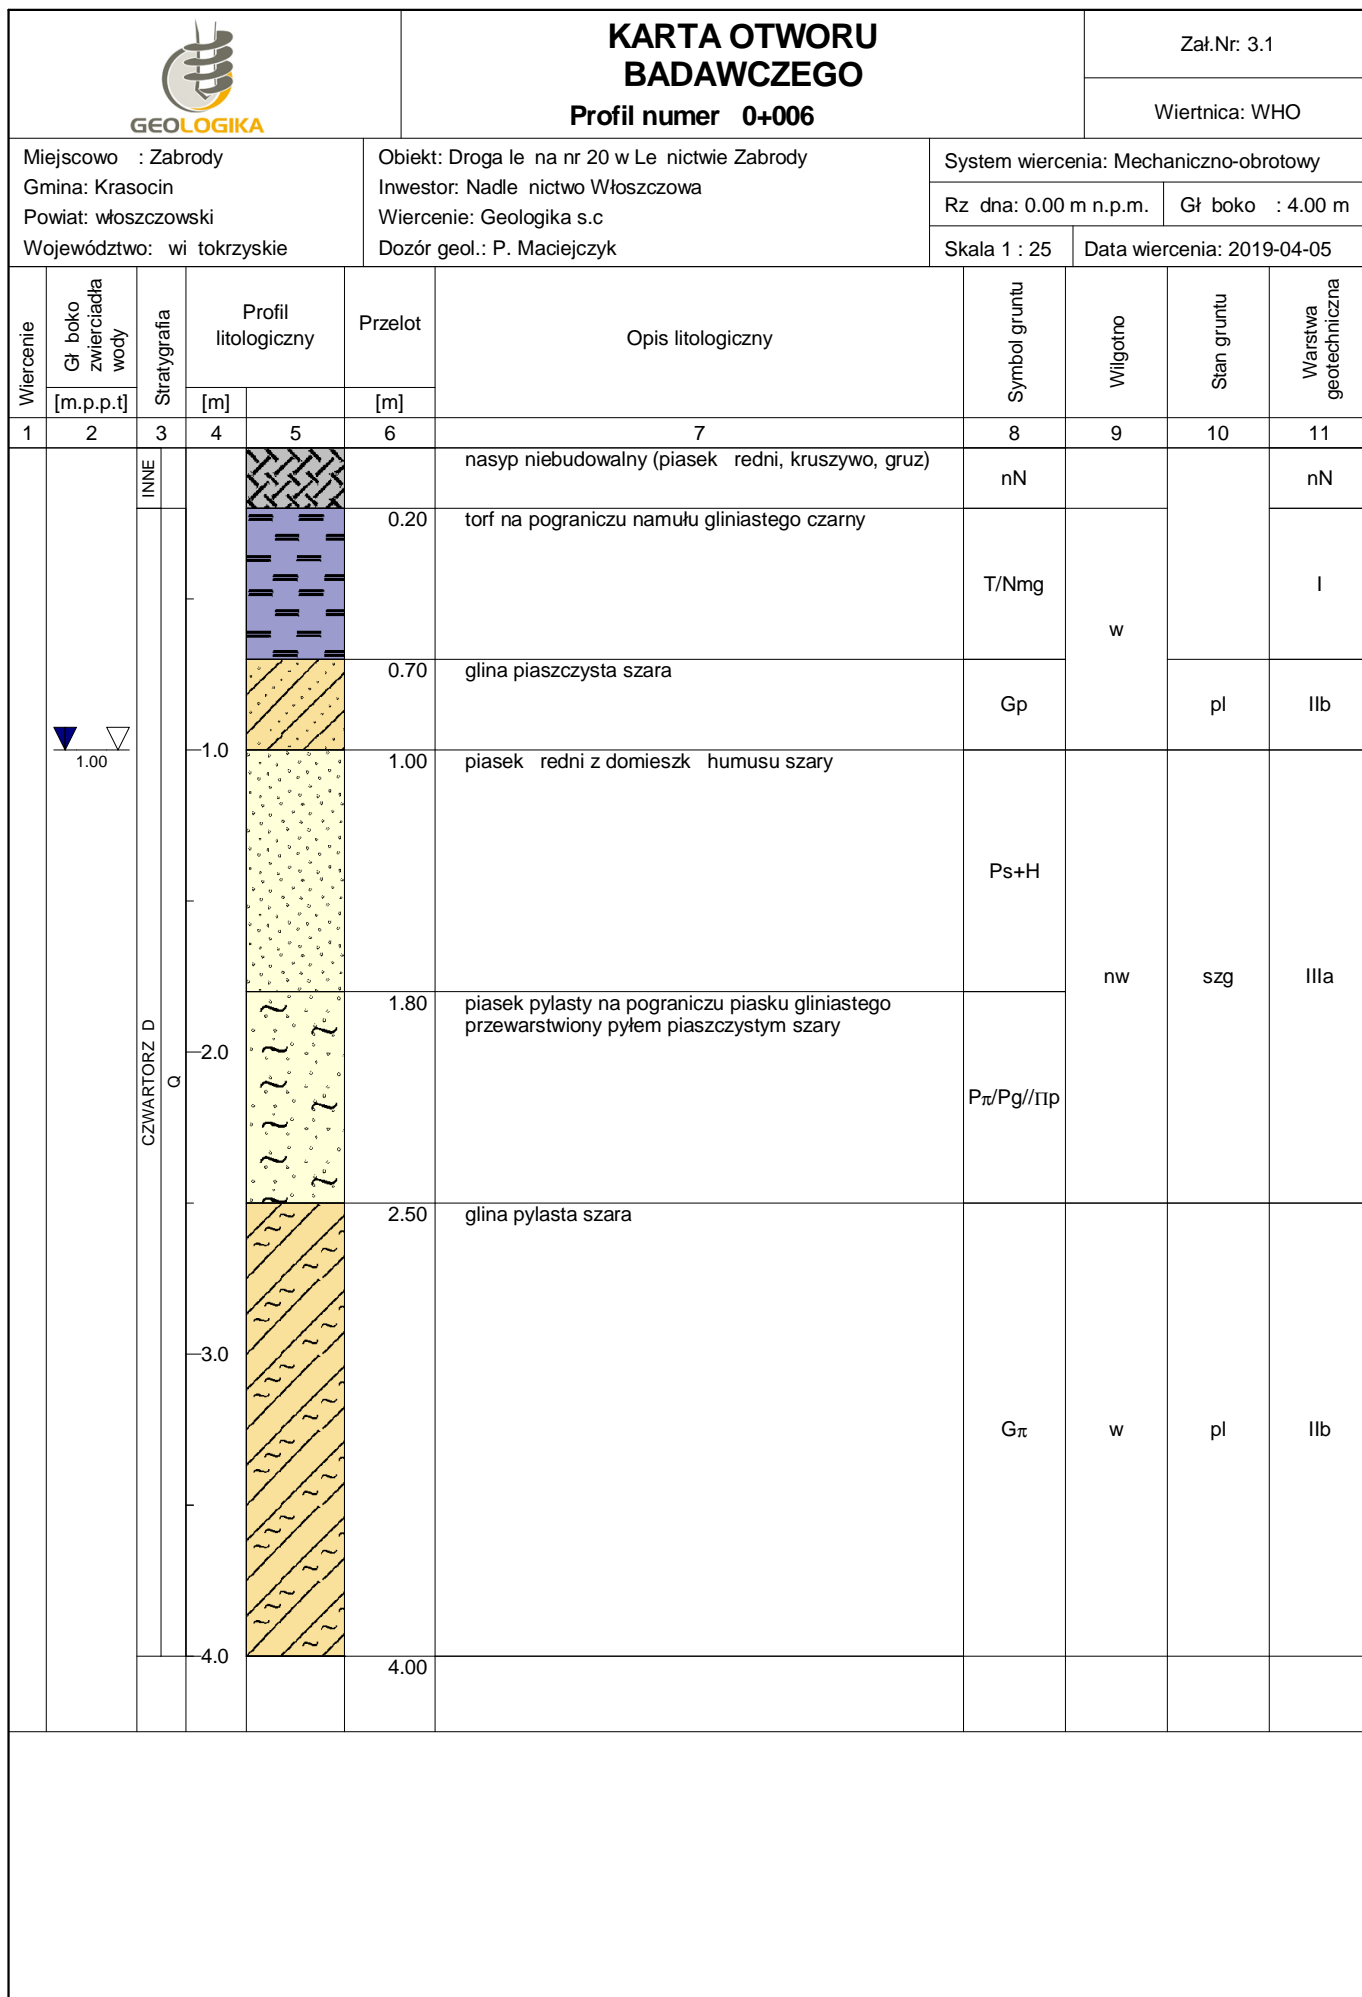 GEOLOGIKA
KARTA OTWORU
BADAWCZEGO
Profil numer 0+006
Zał.Nr: 3.1
Wiertnica: WHO
Miejscowo : Zabrody
Gmina: Krasocin
Powiat: włoszczowski
Województwo: wi tokrzyskie
Obiekt: Droga le na nr 20 w Le nictwie Zabrody
Inwestor: Nadle nictwo Włoszczowa
Wiercenie: Geologika s.c
Dozór geol.: P. Maciejczyk
System wiercenia: Mechaniczno-obrotowy
Rz dna: 0.00 m n.p.m.
Gł boko : 4.00 m
Skala 1 : 25
Data wiercenia: 2019-04-05
Wiercenie
Gł boko
zwierciadła
wody
[m.p.p.t]
Stratygrafia
Profil
litologiczny
[m]
Przelot
[m]
Opis litologiczny
Symbol gruntu
Wilgotno
Stan gruntu
Warstwa
geotechniczna
1 2 3 4 5 6 7 8 9 10 11
INNE
nasyp niebudowalny (piasek redni, kruszywo, gruz)
nN
nN
0.20
torf na pograniczu namułu gliniastego czarny
T/Nmg
w
I
0.70
glina piaszczysta szara
Gp
pl
IIb
1.00
1.0
1.00
piasek redni z domieszk humusu szary
Ps+H
nw
szg
IIIa
1.80
piasek pylasty na pograniczu piasku gliniastego
przewarstwiony pyłem piaszczystym szary
CZWARTORZ D
Q
2.0
Pπ/Pg//Πp
2.50
glina pylasta szara
3.0
Gπ
w
pl
IIb
4.0
4.00